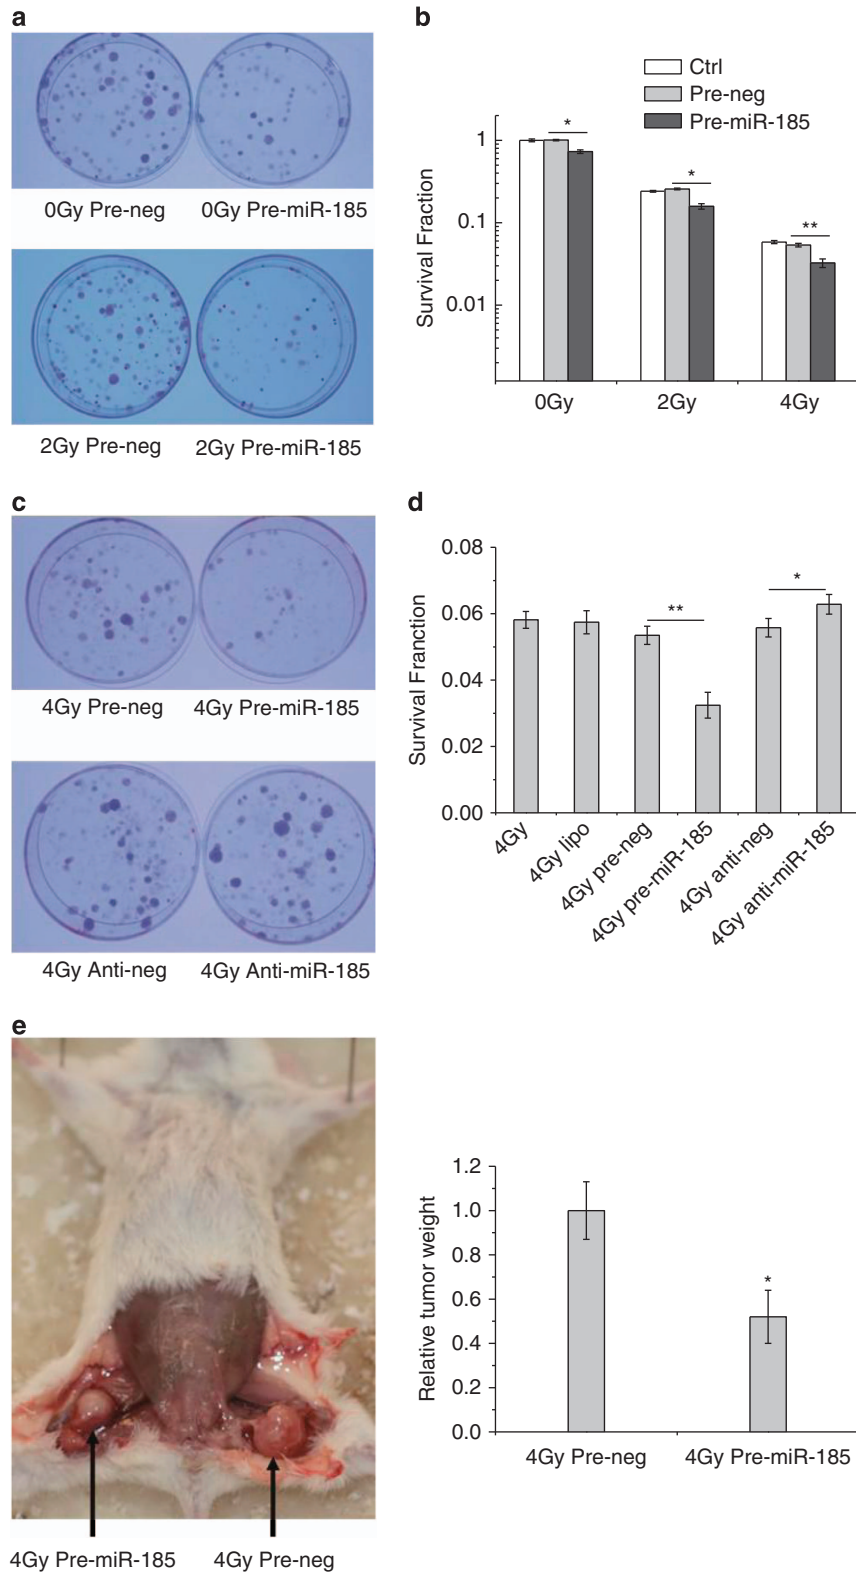 a
0Gy Pre-neg
0Gy Pre-miR-185
2Gy Pre-neg
2Gy Pre-miR-185
b
Ctrl
Pre-neg
Pre-miR-185
Survival Fraction
1
0.1
0.01
*
*
**
0Gy
2Gy
4Gy
c
4Gy Pre-neg
4Gy Pre-miR-185
4Gy Anti-neg
4Gy Anti-miR-185
d
Survival Franction
0.08
0.06
0.04
0.02
0.00
**
*
4Gy
4Gy lipo
4Gy pre-neg
4Gy pre-miR-185
4Gy anti-neg
4Gy anti-miR-185
e
4Gy Pre-miR-185
4Gy Pre-neg
Relative tumor weight
1.2
1.0
0.8
0.6
0.4
0.2
0.0
*
4Gy Pre-neg
4Gy Pre-miR-185